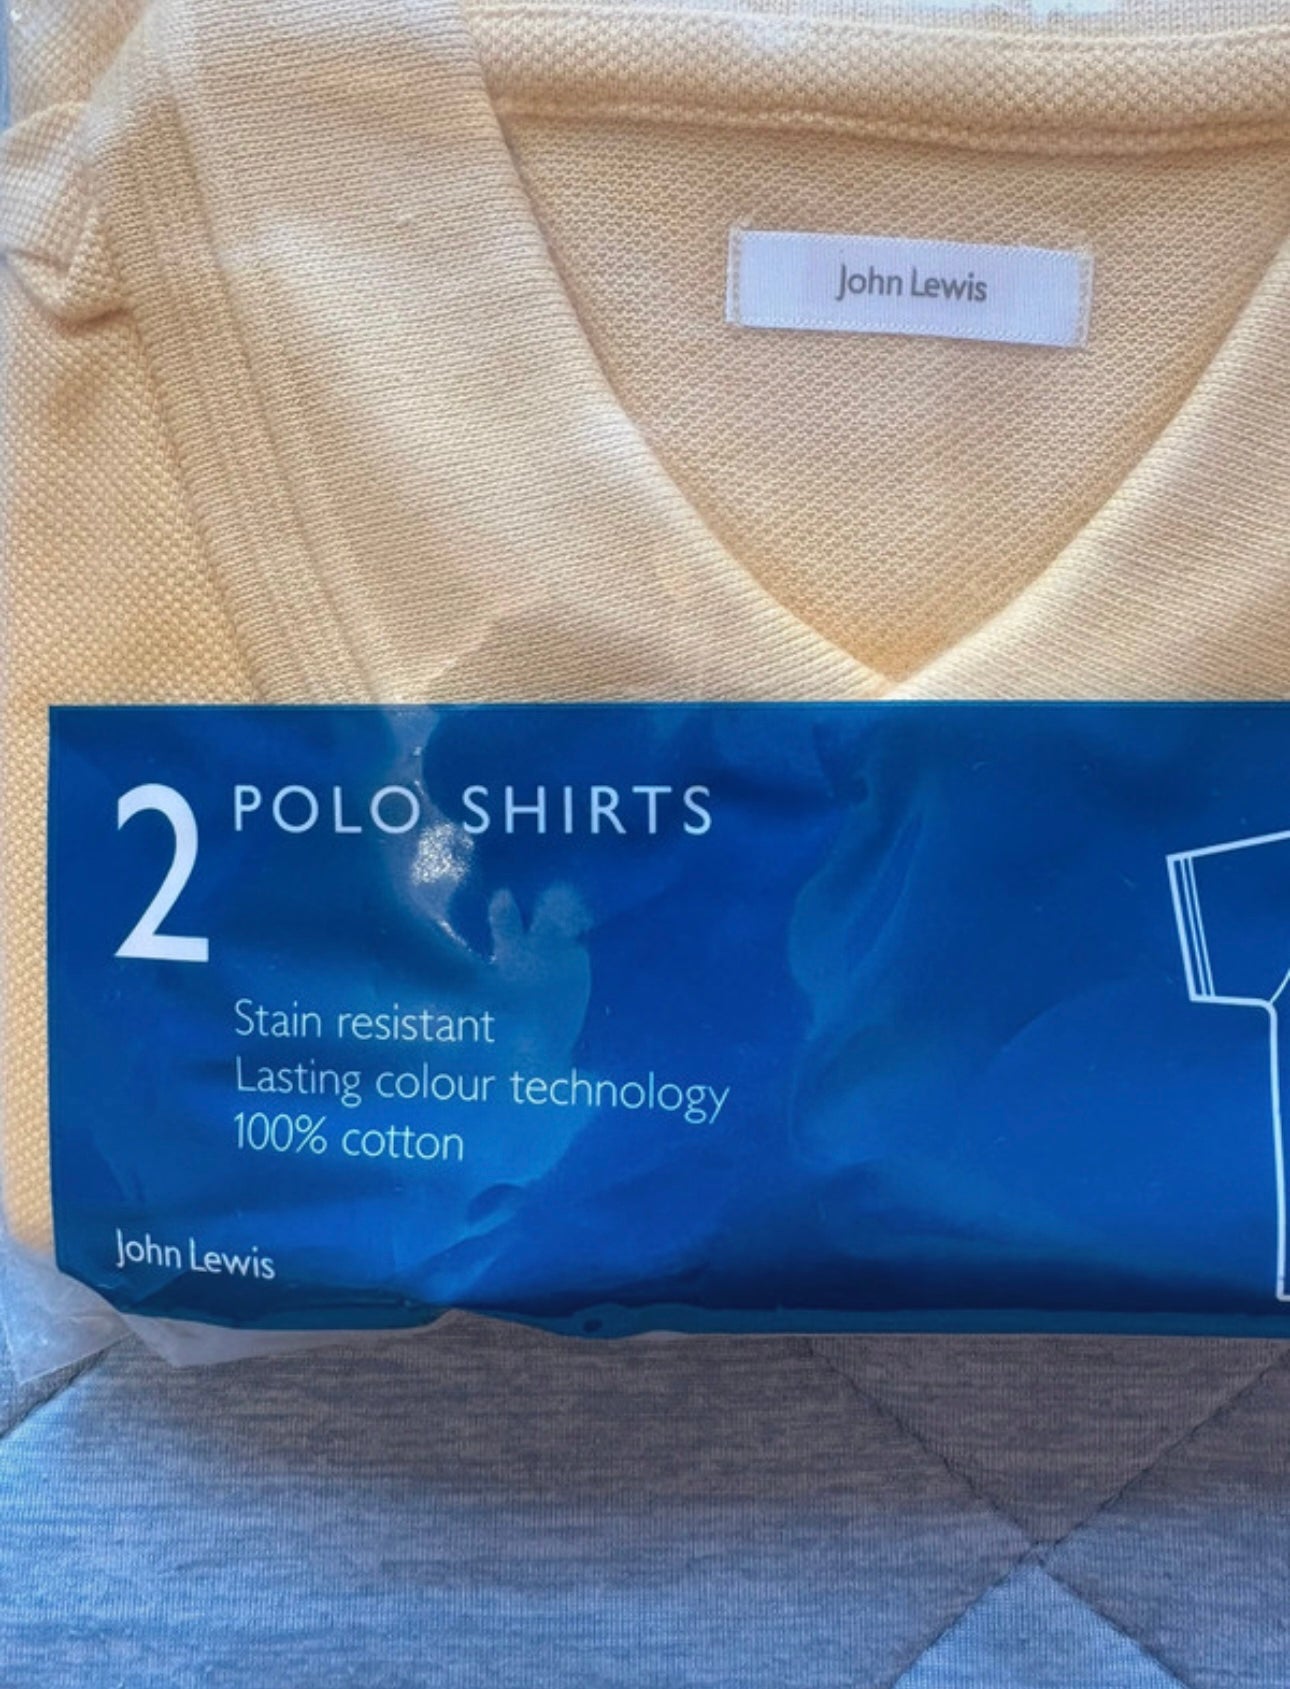 John Lewis
2 POLO SHIRTS
Stain resistant
Lasting colour technology
100% cotton
John Lewis